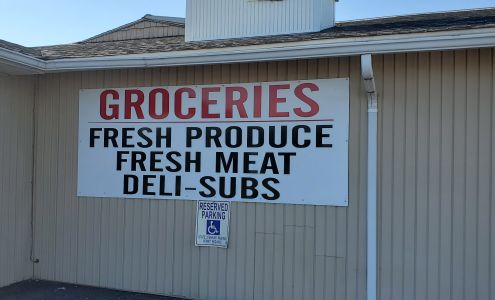 GROCERIES
FRESH PRODUCE
FRESH MEAT
DELI-SUBS
RESERVED
PARKING